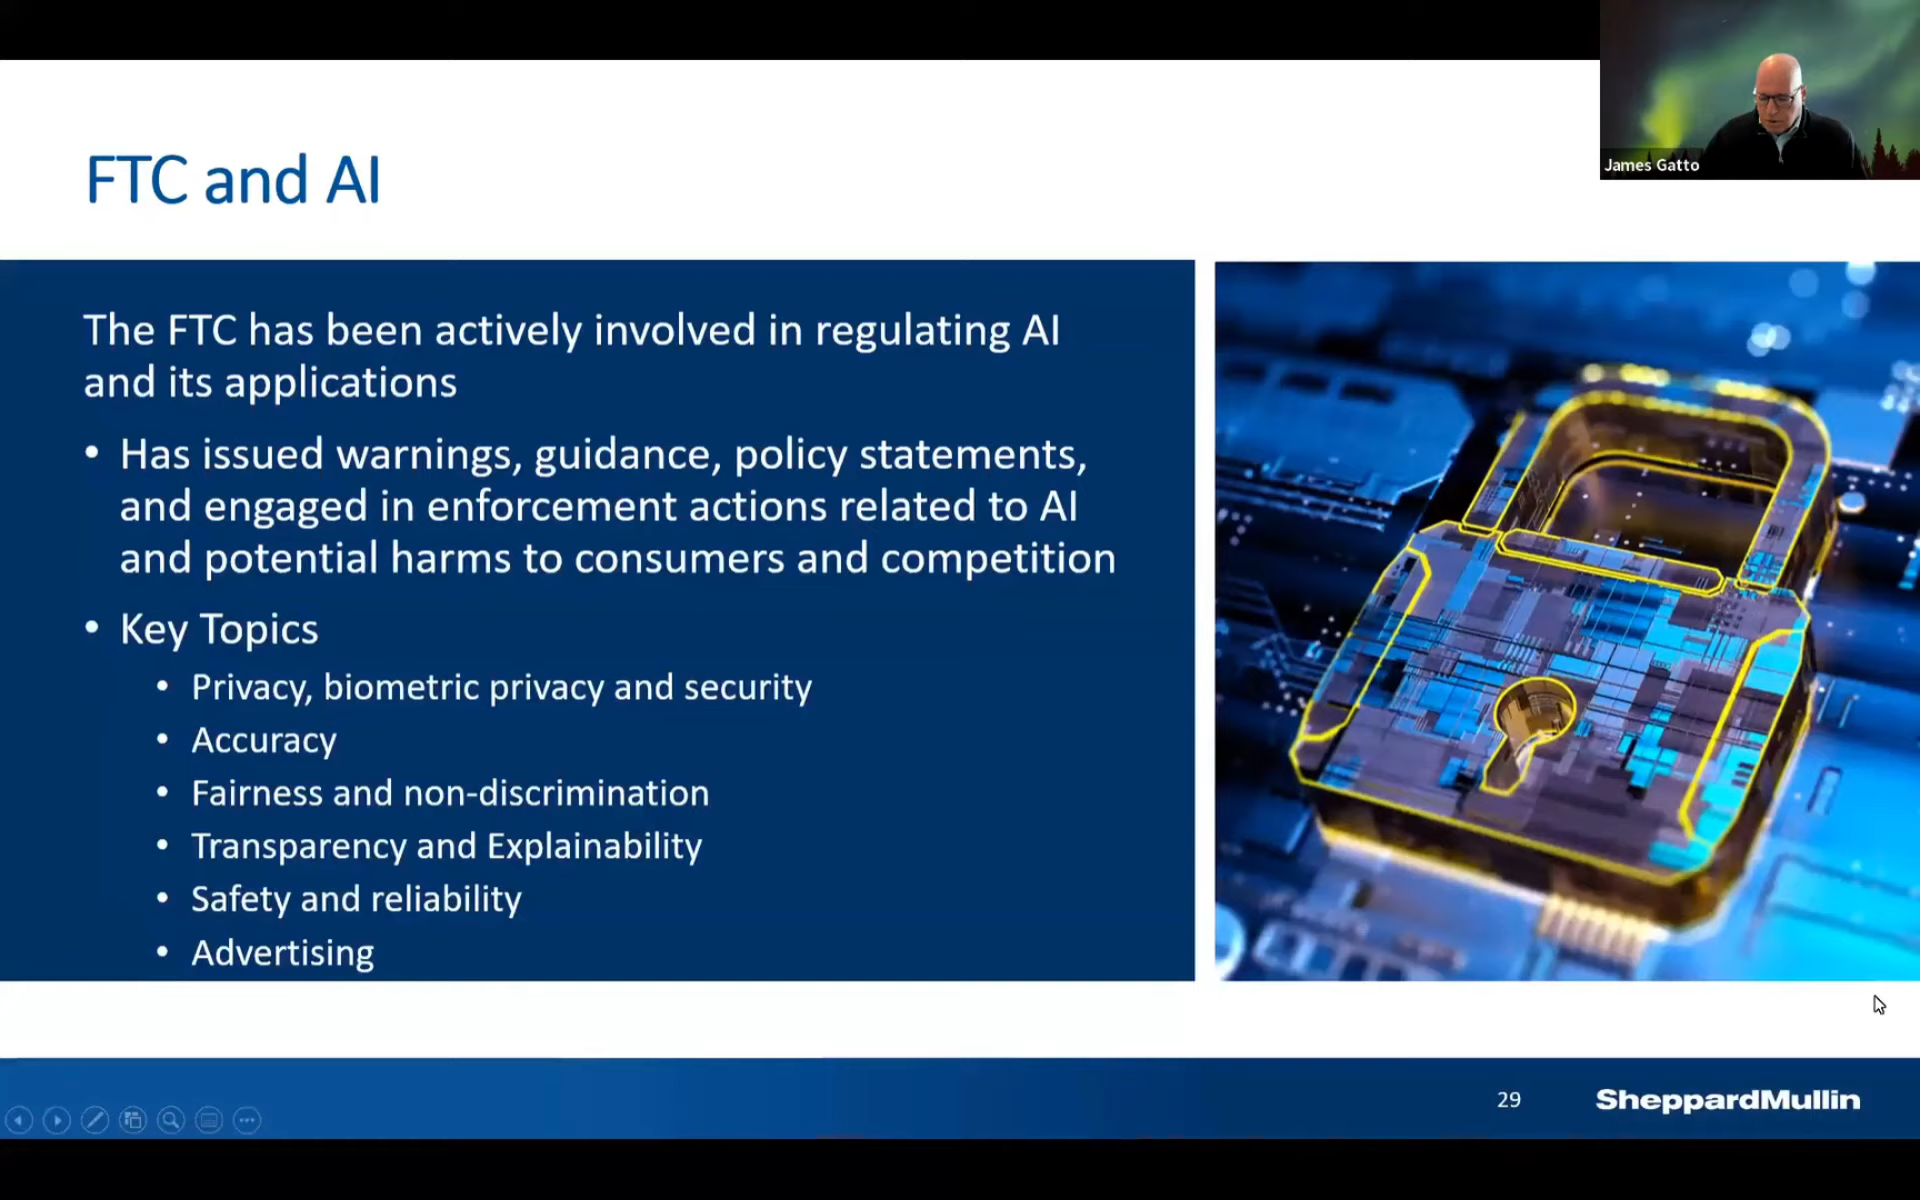 James Gatto
FTC and AI
The FTC has been actively involved in regulating AI
and its applications
• Has issued warnings, guidance, policy statements,
and engaged in enforcement actions related to AI
and potential harms to consumers and competition
• Key Topics
• Privacy, biometric privacy and security
• Accuracy
• Fairness and non-discrimination
• Transparency and Explainability
• Safety and reliability
• Advertising
29
SheppardMullin